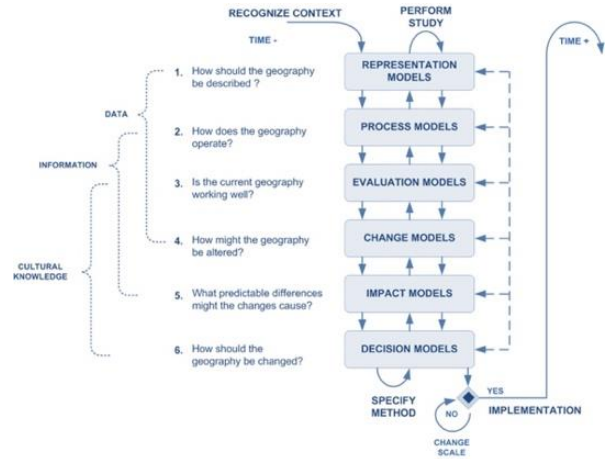 RECOGNIZE CONTEXT
PERFORM
STUDY
TIME -
TIME +
1. How should the geography
be described ?
REPRESENTATION
MODELS
DATA
2. How does the geography
operate?
PROCESS MODELS
INFORMATION
3. Is the current geography
working well?
EVALUATION MODELS
4. How might the geography
be altered?
CHANGE MODELS
CULTURAL
KNOWLEDGE
5. What predictable differences
might the changes cause?
IMPACT MODELS
6. How should the
geography be changed?
DECISION MODELS
SPECIFY
METHOD
YES
NO
IMPLEMENTATION
CHANGE
SCALE